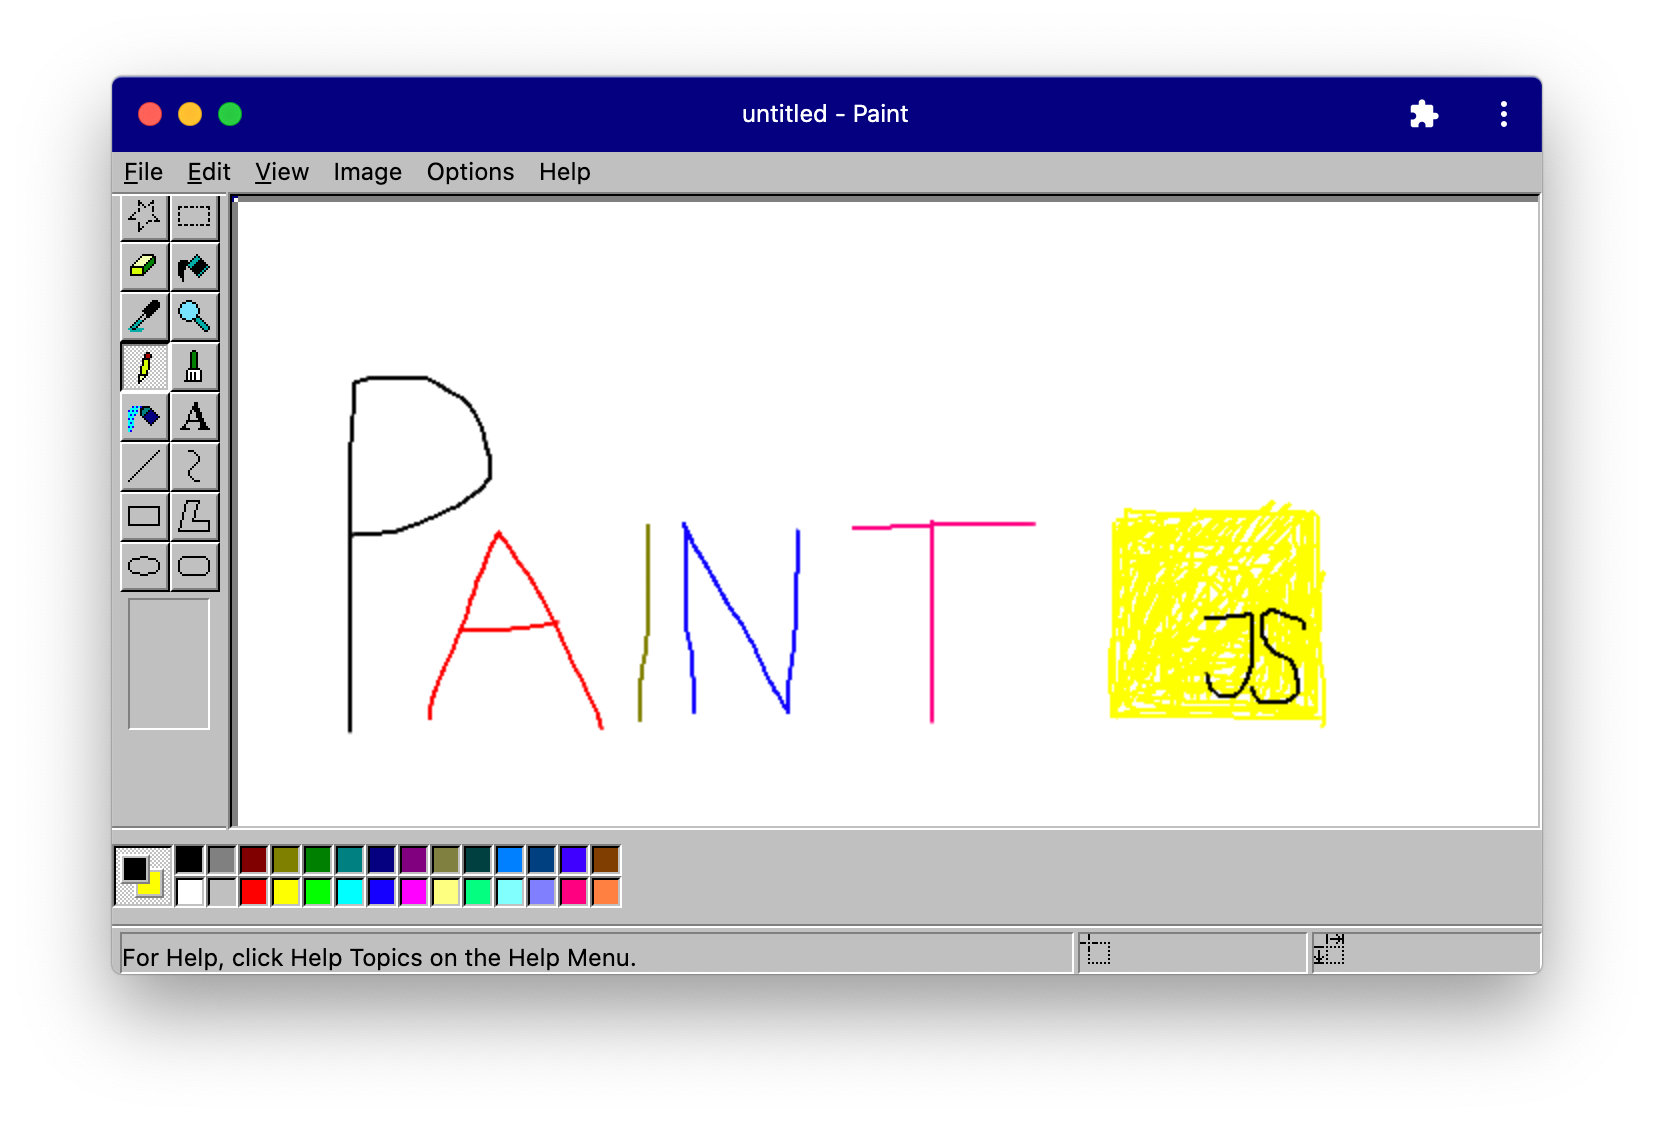 untitled - Paint
File Edit View Image Options Help
A
PAINT JS
For Help, click Help Topics on the Help Menu.